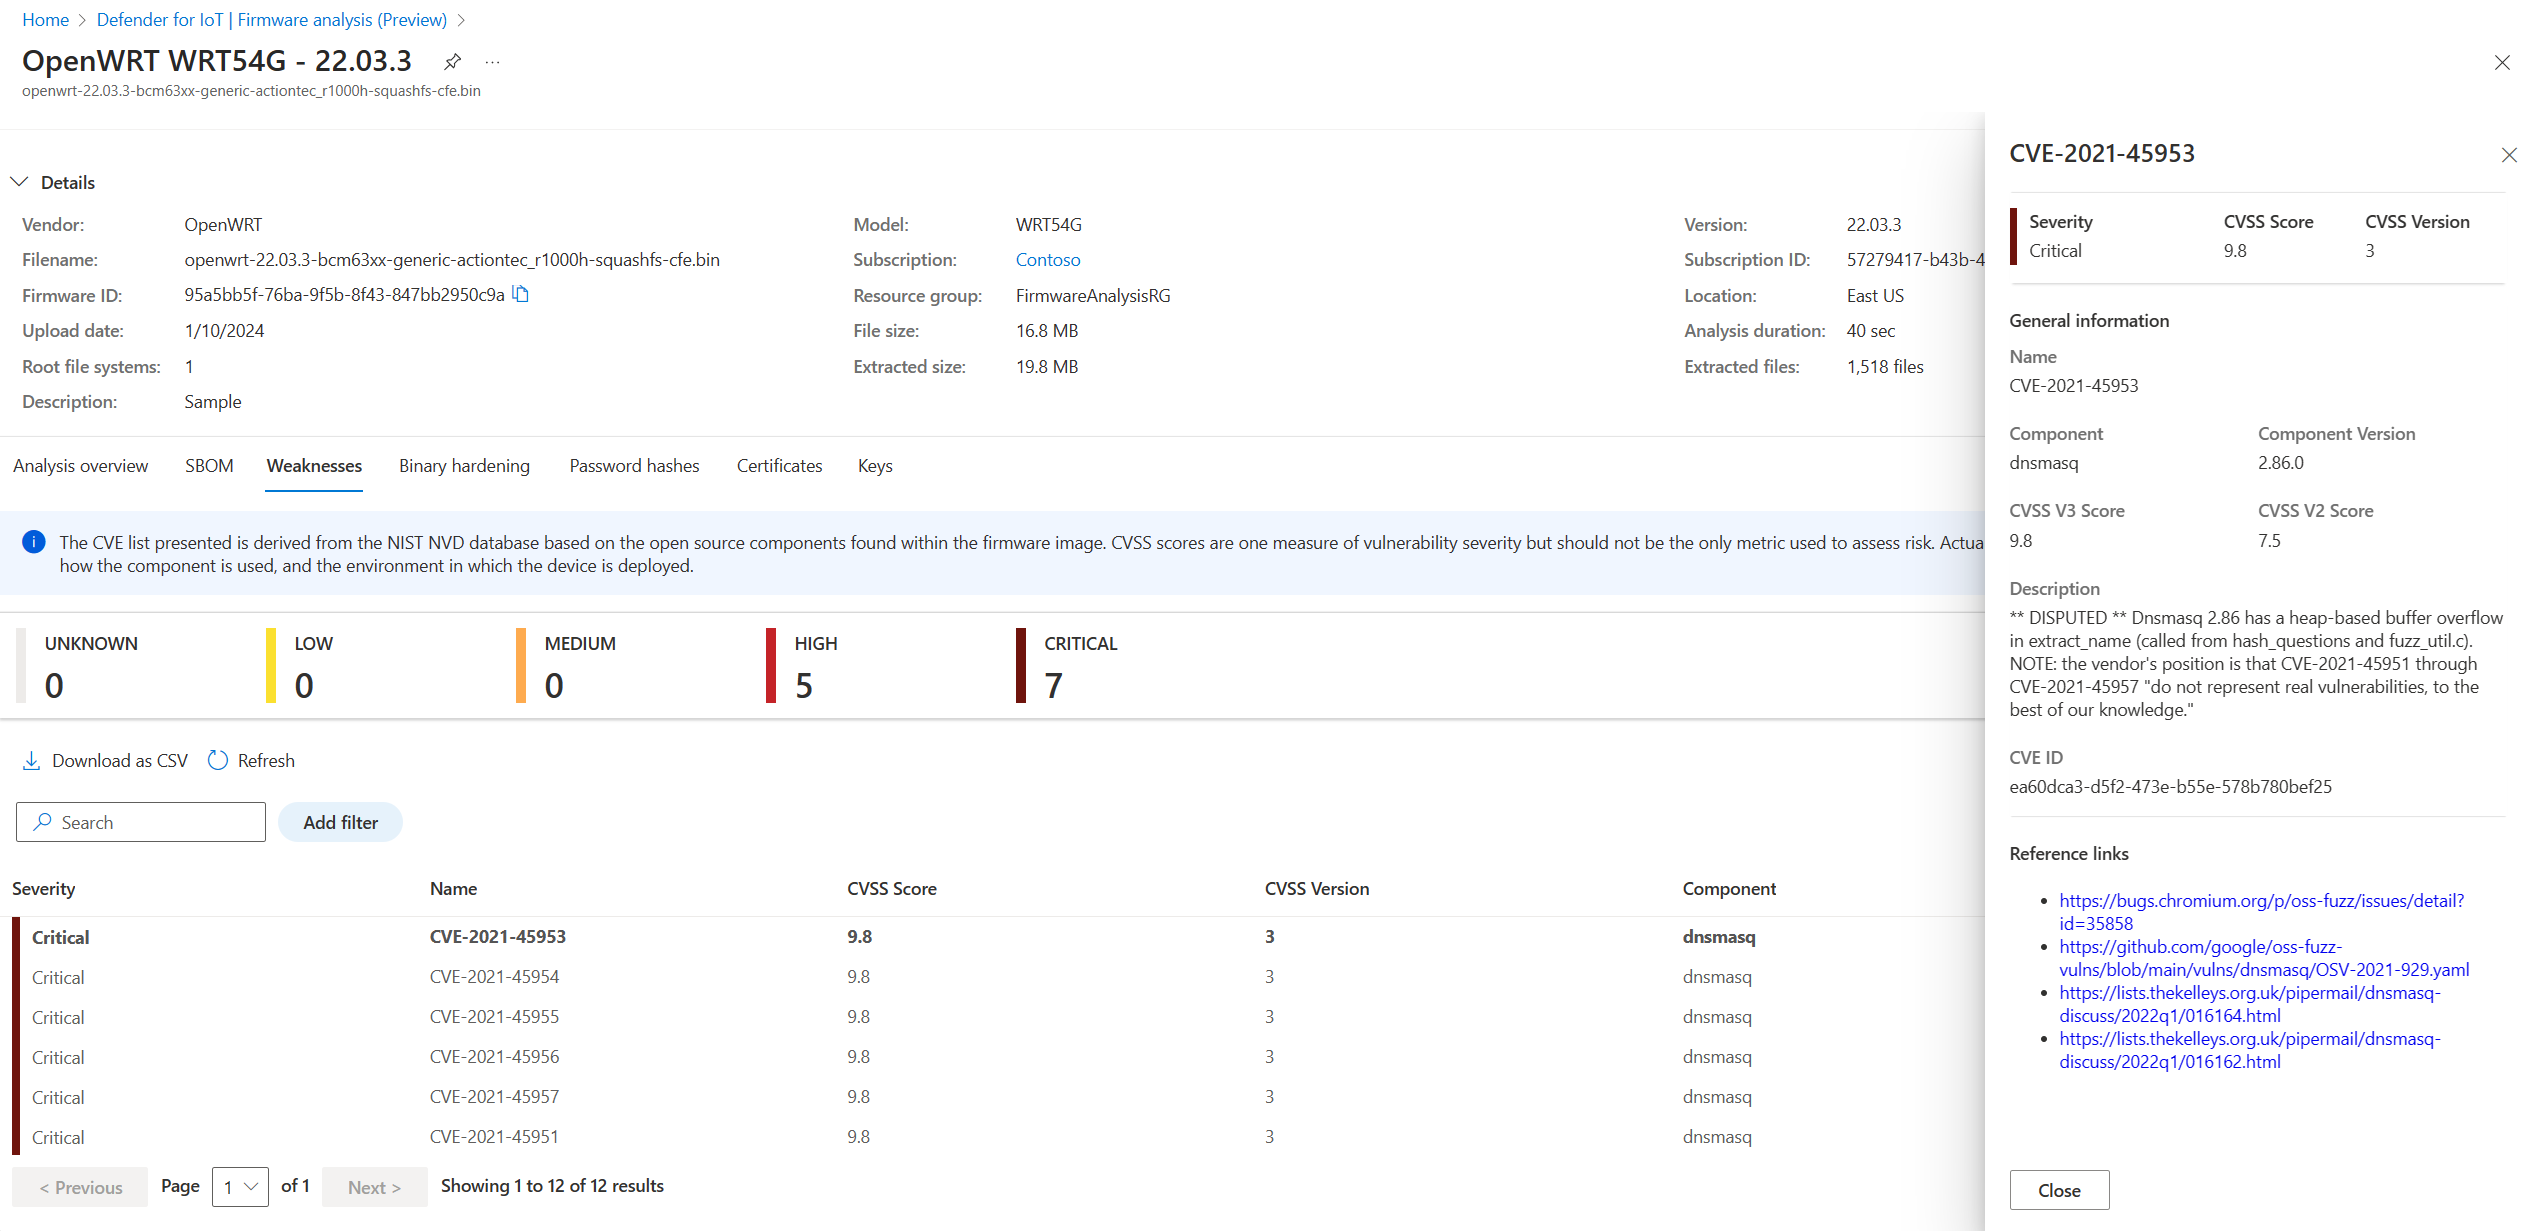 Home > Defender for IoT | Firmware analysis (Preview) >
OpenWRT WRT54G - 22.03.3 ...
openwrt-22.03.3-bcm63xx-generic-actiontec_r1000h-squashfs-cfe.bin
Details
Vendor: OpenWRT Model: WRT54G Version: 22.03.3
Filename: openwrt-22.03.3-bcm63xx-generic-actiontec_r1000h-squashfs-cfe.bin Subscription: Contoso Subscription ID: 57279417-b43b-4
Firmware ID: 95a5bb5f-76ba-9f5b-8f43-847bb2950c9a Resource group: FirmwareAnalysisRG Location: East US
Upload date: 1/10/2024 File size: 16.8 MB Analysis duration: 40 sec
Root file systems: 1 Extracted size: 19.8 MB Extracted files: 1,518 files
Description: Sample
Analysis overview SBOM Weaknesses Binary hardening Password hashes Certificates Keys
The CVE list presented is derived from the NIST NVD database based on the open source components found within the firmware image. CVSS scores are one measure of vulnerability severity but should not be the only metric used to assess risk. Actua
how the component is used, and the environment in which the device is deployed.
UNKNOWN LOW MEDIUM HIGH CRITICAL
0 0 0 5 7
Download as CSV Refresh
Search Add filter
Severity Name CVSS Score CVSS Version Component
Critical CVE-2021-45953 9.8 3 dnsmasq
Critical CVE-2021-45954 9.8 3 dnsmasq
Critical CVE-2021-45955 9.8 3 dnsmasq
Critical CVE-2021-45956 9.8 3 dnsmasq
Critical CVE-2021-45957 9.8 3 dnsmasq
Critical CVE-2021-45951 9.8 3 dnsmasq
< Previous Page 1 of 1 Next > Showing 1 to 12 of 12 results
CVE-2021-45953
Severity CVSS Score CVSS Version
Critical 9.8 3
General information
Name
CVE-2021-45953
Component Component Version
dnsmasq 2.86.0
CVSS V3 Score CVSS V2 Score
9.8 7.5
Description
** DISPUTED ** Dnsmasq 2.86 has a heap-based buffer overflow
in extract_name (called from hash_questions and fuzz_util.c).
NOTE: the vendor's position is that CVE-2021-45951 through
CVE-2021-45957 "do not represent real vulnerabilities, to the
best of our knowledge."
CVE ID
ea60dca3-d5f2-473e-b55e-578b780bef25
Reference links
• https://bugs.chromium.org/p/oss-fuzz/issues/detail?
id=35858
• https://github.com/google/oss-fuzz-
vulns/blob/main/vulns/dnsmasq/OSV-2021-929.yaml
• https://lists.thekelleys.org.uk/pipermail/dnsmasq-
discuss/2022q1/016164.html
• https://lists.thekelleys.org.uk/pipermail/dnsmasq-
discuss/2022q1/016162.html
Close